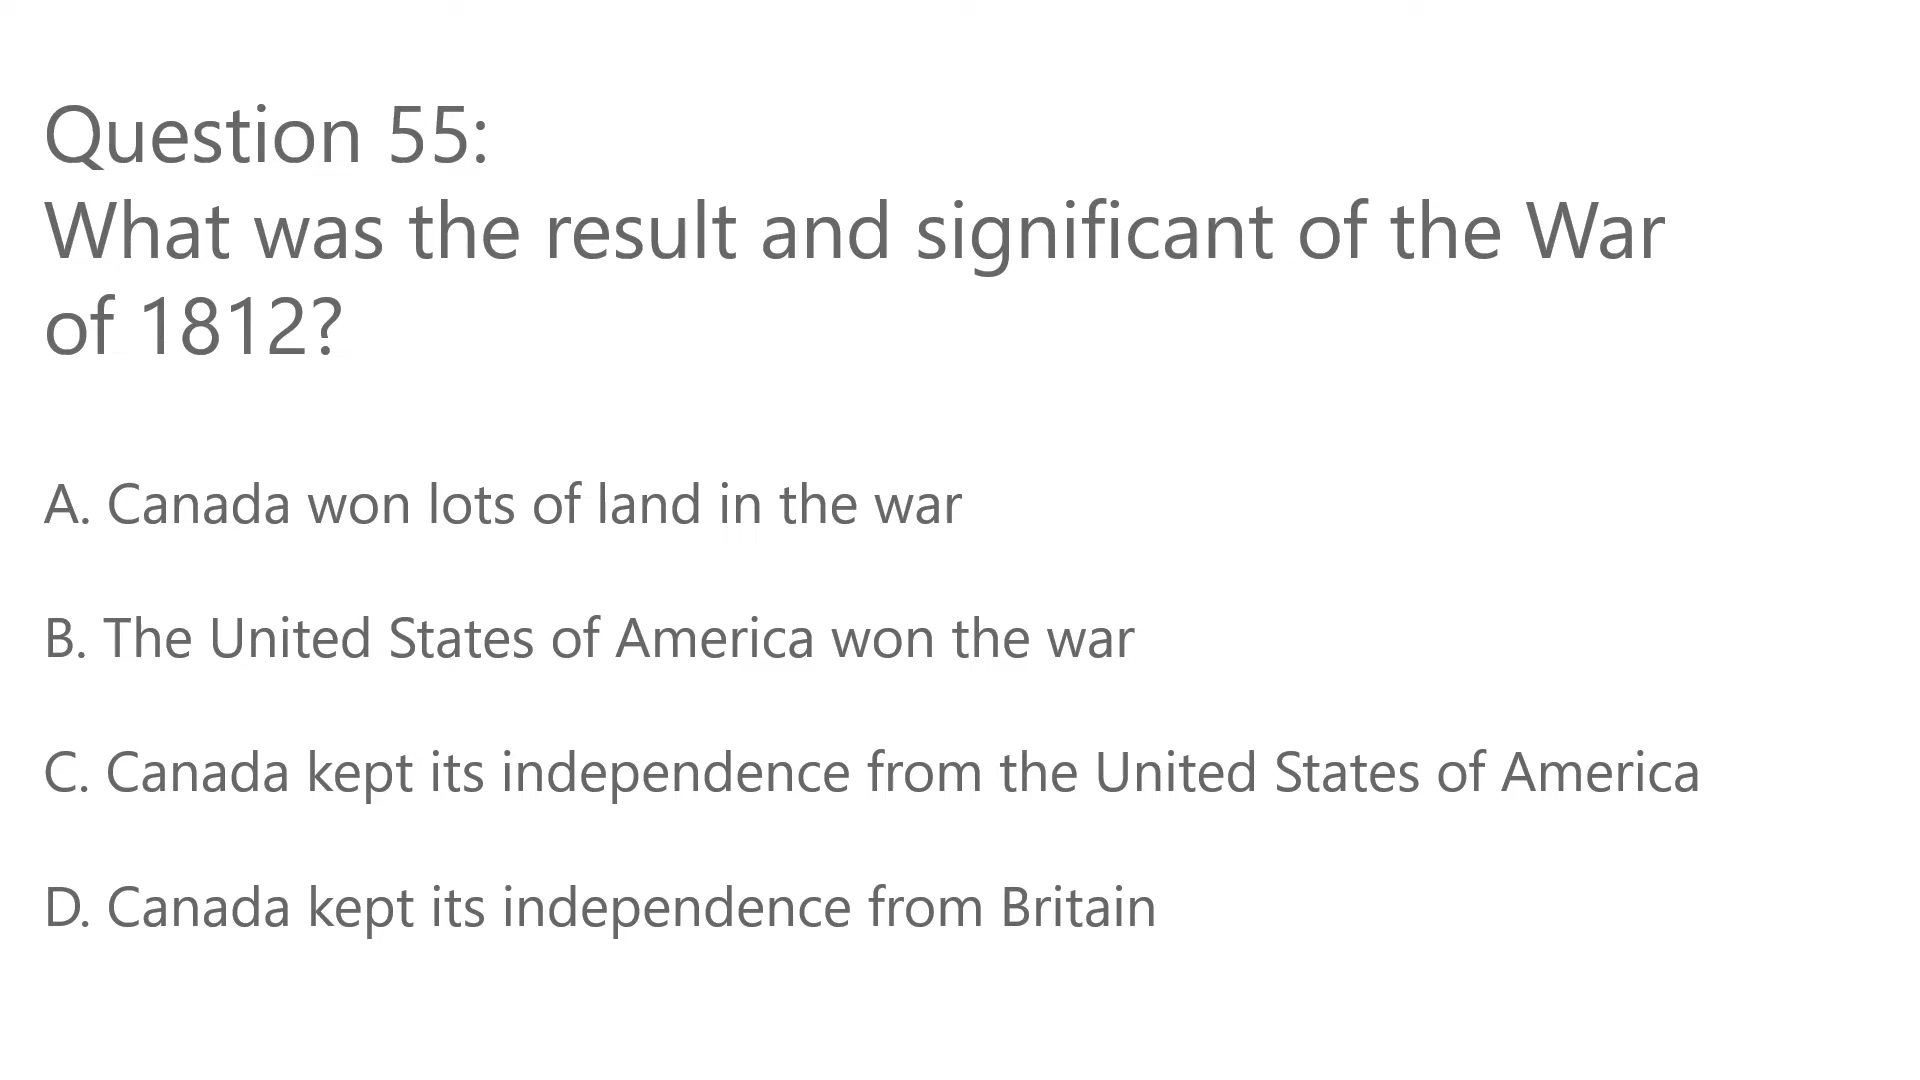 Question 55:
What was the result and significant of the War
of 1812?
A. Canada won lots of land in the war
B. The United States of America won the war
C. Canada kept its independence from the United States of America
D. Canada kept its independence from Britain